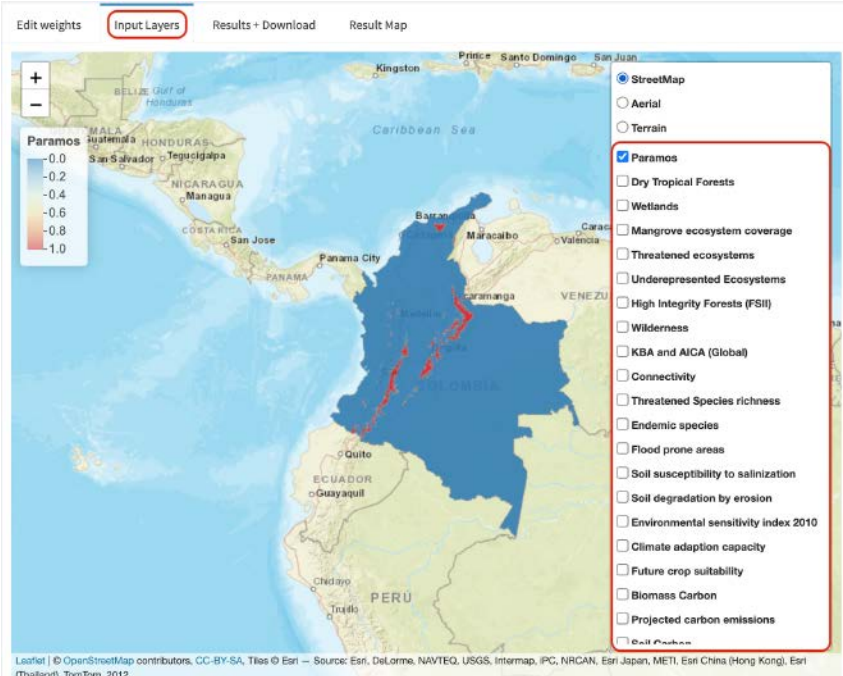 Edit weights
Input Layers
Results + Download
Result Map
+
−
Paramos
0.0
0.2
0.4
0.6
0.8
1.0
StreetMap
Aerial
Terrain
Paramos
Dry Tropical Forests
Wetlands
Mangrove ecosystem coverage
Threatened ecosystems
Underepresented Ecosystems
High Integrity Forests (FSII)
Wilderness
KBA and AICA (Global)
Connectivity
Threatened Species richness
Endemic species
Flood prone areas
Soil susceptibility to salinization
Soil degradation by erosion
Environmental sensitivity index 2010
Climate adaption capacity
Future crop suitability
Biomass Carbon
Projected carbon emissions
Soil Carbon
Kingston
Prince Santo Domingo San Juan
BELIZE Gulf of
Honduras
Guatemala
HONDURAS
San Salvador
Tegucigalpa
Caribbean Sea
NICARAGUA
Managua
COSTA RICA
San Jose
Panama City
PANAMA
Maracaibo
Valencia
COLOMBIA
Quito
ECUADOR
Guayaquil
Chiclayo
Trujillo
PERÚ
Leaflet | © OpenStreetMap contributors, CC-BY-SA, Tiles © Esri — Source: Esri, DeLorme, NAVTEQ, USGS, Intermap, iPC, NRCAN, Esri Japan, METI, Esri China (Hong Kong), Esri
(Thailand), TomTom, 2012